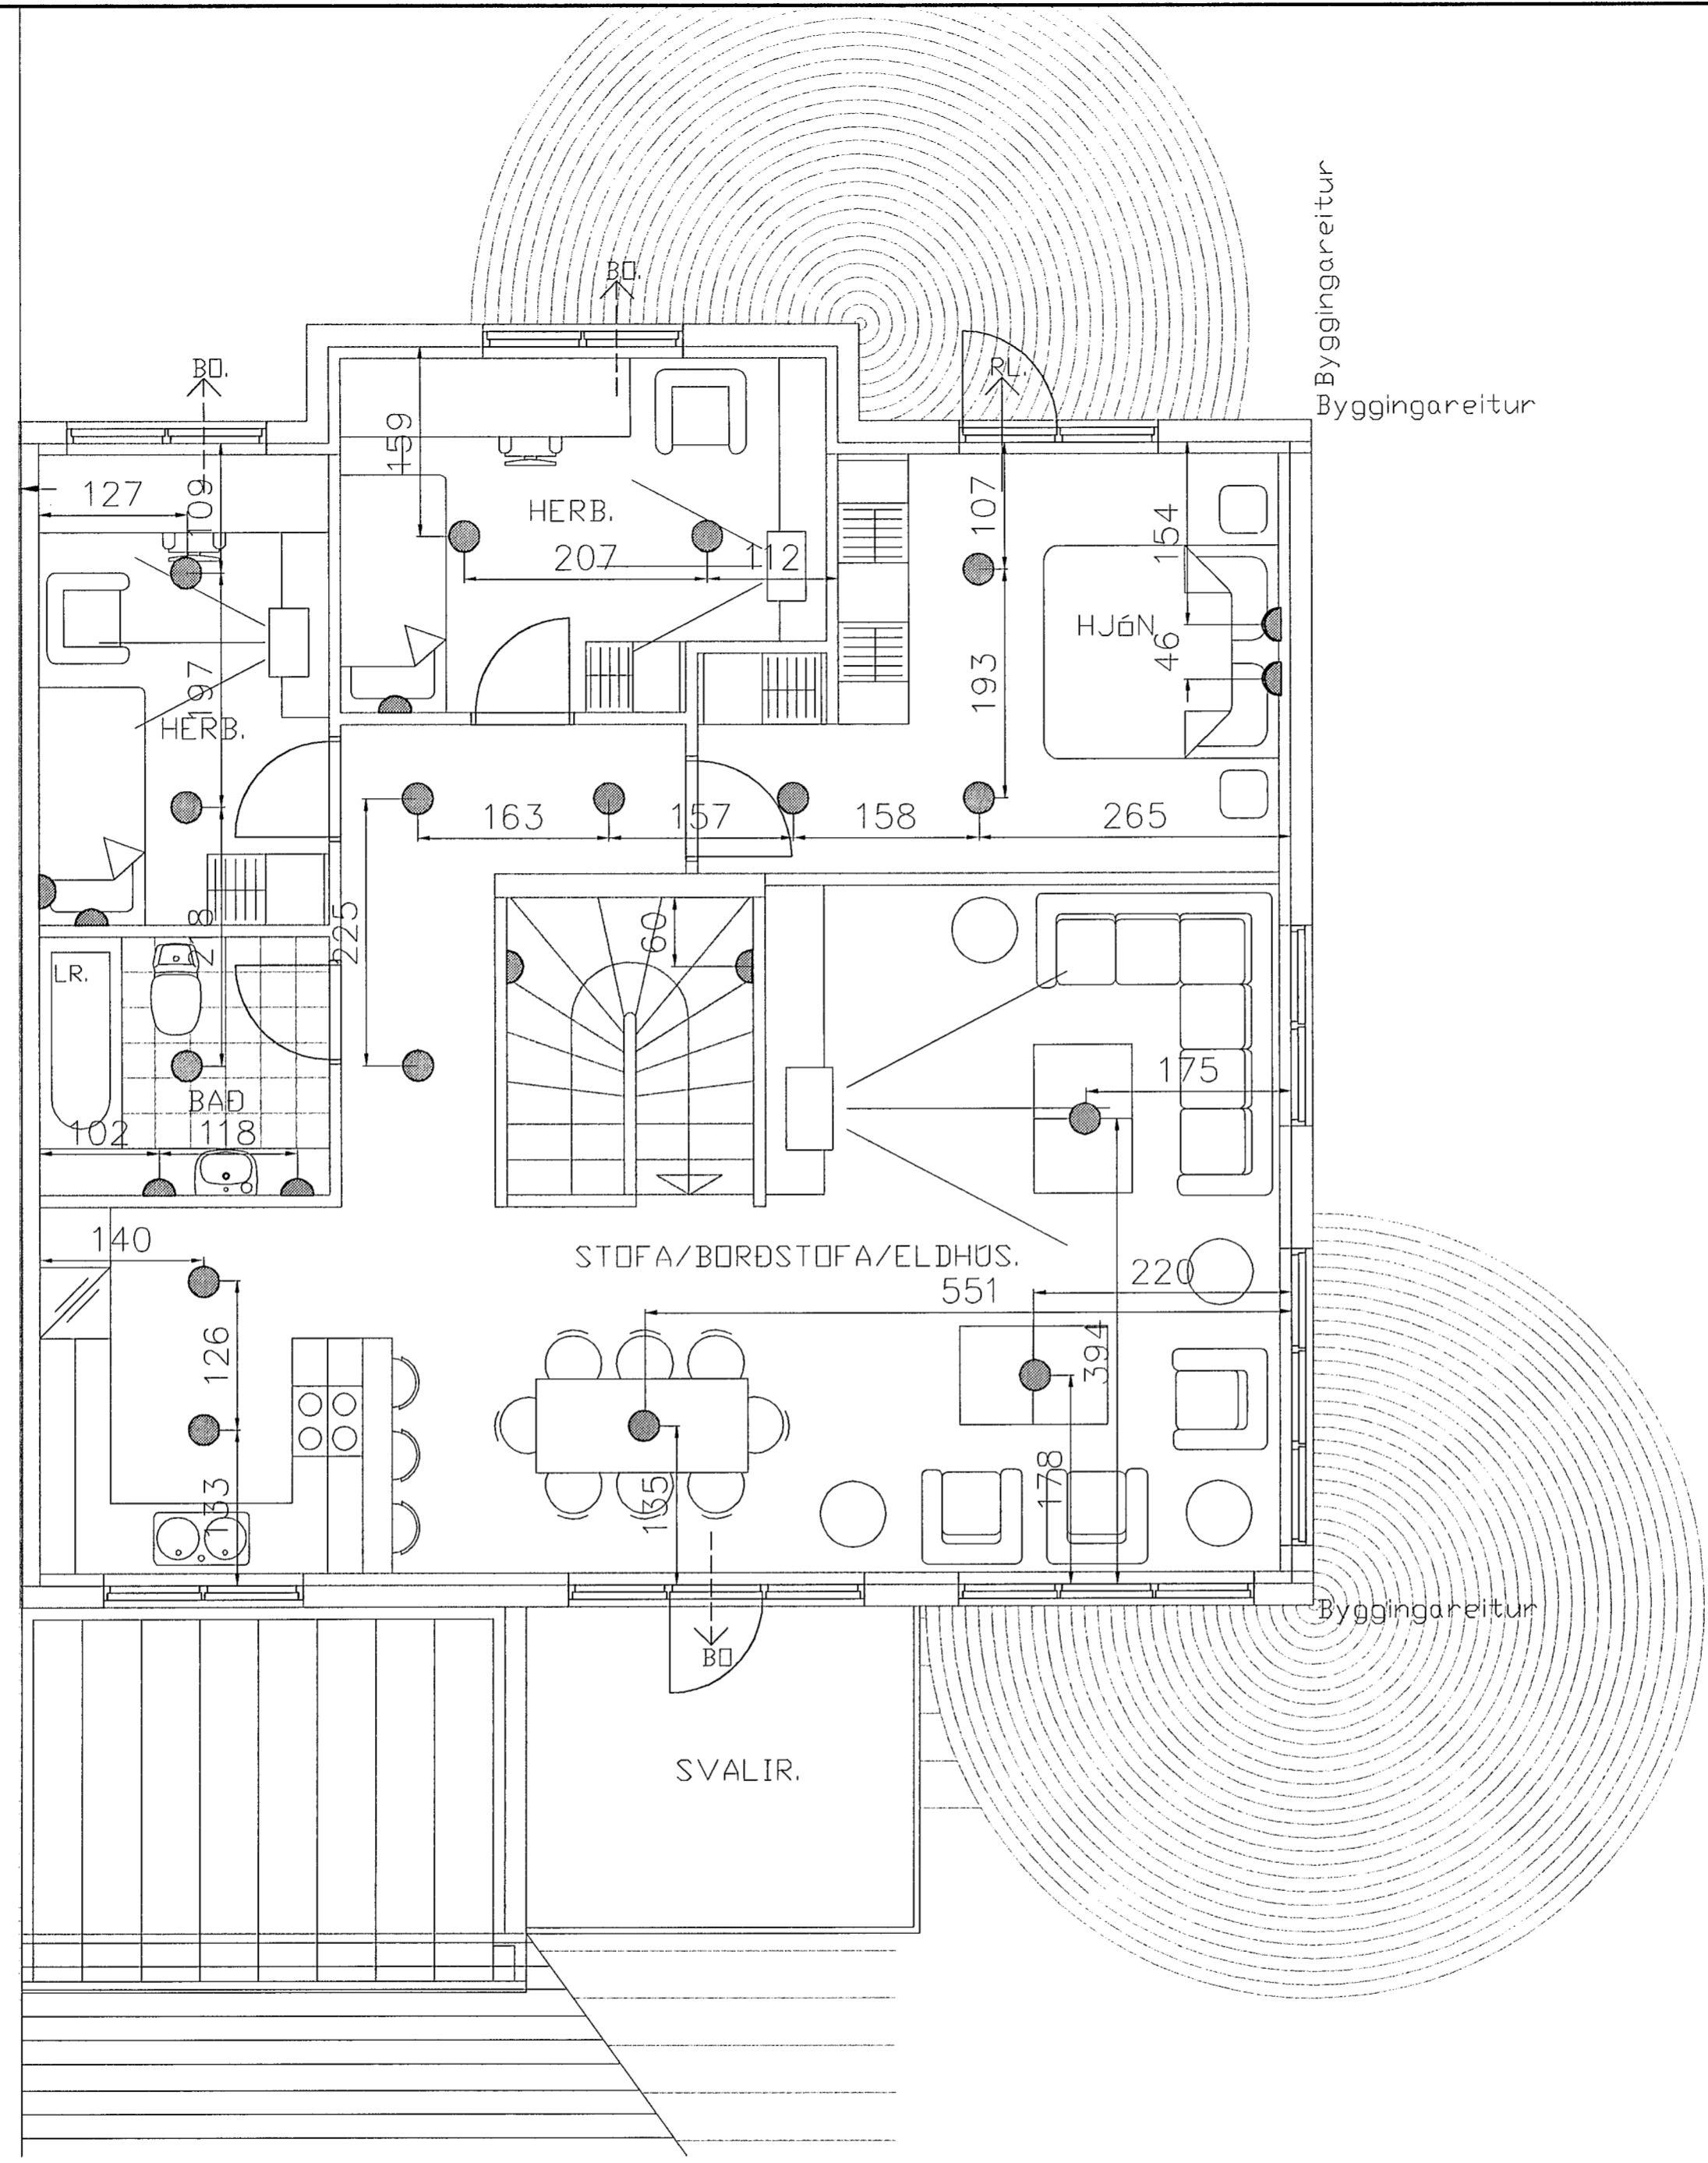 Byggingareitur
BO.
BO.
RL.
Byggingareitur
159
127
109
107
154
HERB.
207
112
HJóN
46
197
193
HERB.
163
157
158
265
225
60
LR.
175
BAÐ
102
118
140
STOFA/BORÐSTOFA/ELDHÚS.
220
551
126
394
133
135
178
Byggingareitur
BO
SVALIR.